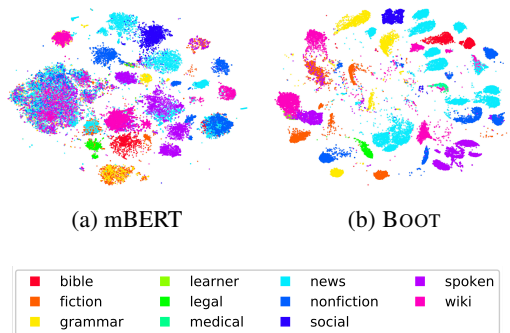 (a) mBERT (b) BOOT
bible learner news spoken
fiction legal nonfiction wiki
grammar medical social